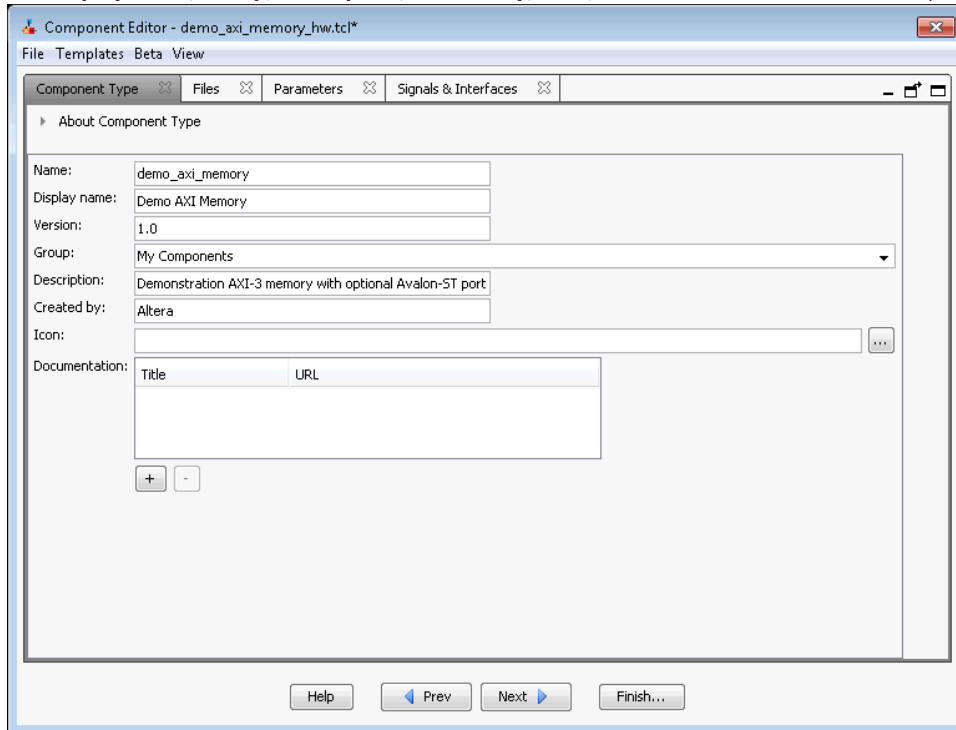 Component Editor - demo_axi_memory_hw.tcl*
File Templates Beta View
Component Type Files Parameters Signals & Interfaces
About Component Type
Name: demo_axi_memory
Display name: Demo AXI Memory
Version: 1.0
Group: My Components
Description: Demonstration AXI-3 memory with optional Avalon-ST port
Created by: Altera
Icon: ...
Documentation: Title URL
+ -
Help Prev Next Finish...